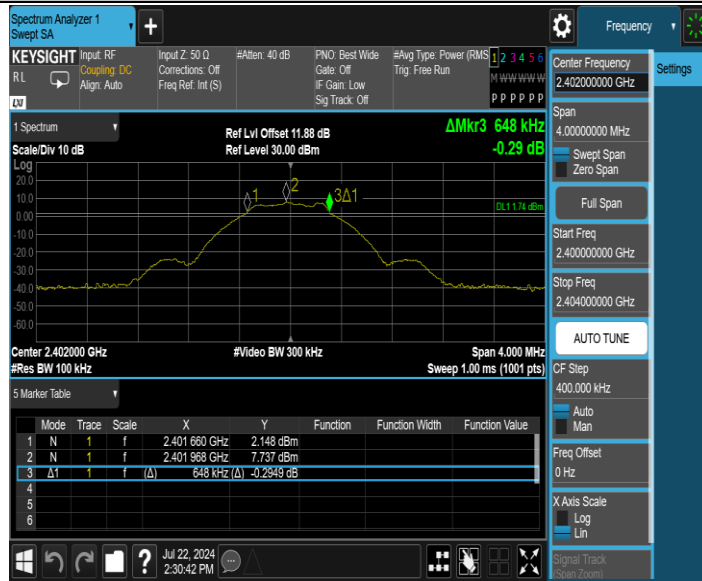 Spectrum Analyzer 1
Swept SA
Frequency
KEYSIGHT
RL
LXI
Input: RF
Coupling: DC
Align: Auto
Input Z: 50 Ω
Corrections: Off
Freq Ref: Int (S)
#Atten: 40 dB
PNO: Best Wide
Gate: Off
IF Gain: Low
Sig Track: Off
#Avg Type: Power (RMS
Trig: Free Run
1 2 3 4 5 6
M W W W W W
P P P P P P
1 Spectrum
Scale/Div 10 dB
Ref Lvl Offset 11.88 dB
Ref Level 30.00 dBm
ΔMkr3 648 kHz
-0.29 dB
Log
20.0
10.0
0.00
-10.0
-20.0
-30.0
-40.0
-50.0
-60.0
1
2
3Δ1
DL1 1.74 dBm
Center 2.402000 GHz
#Video BW 300 kHz
Span 4.000 MHz
#Res BW 100 kHz
Sweep 1.00 ms (1001 pts)
5 Marker Table
Mode Trace Scale X Y Function Function Width Function Value
1 N 1 f 2.401 660 GHz 2.148 dBm
2 N 1 f 2.401 968 GHz 7.737 dBm
3 Δ1 1 f (Δ) 648 kHz (Δ) -0.2949 dB
4
5
6
Jul 22, 2024
2:30:42 PM
Center Frequency
2.402000000 GHz
Settings
Span
4.00000000 MHz
Swept Span
Zero Span
Full Span
Start Freq
2.400000000 GHz
Stop Freq
2.404000000 GHz
AUTO TUNE
CF Step
400.000 kHz
Auto
Man
Freq Offset
0 Hz
X Axis Scale
Log
Lin
Signal Track
(Span Zoom)